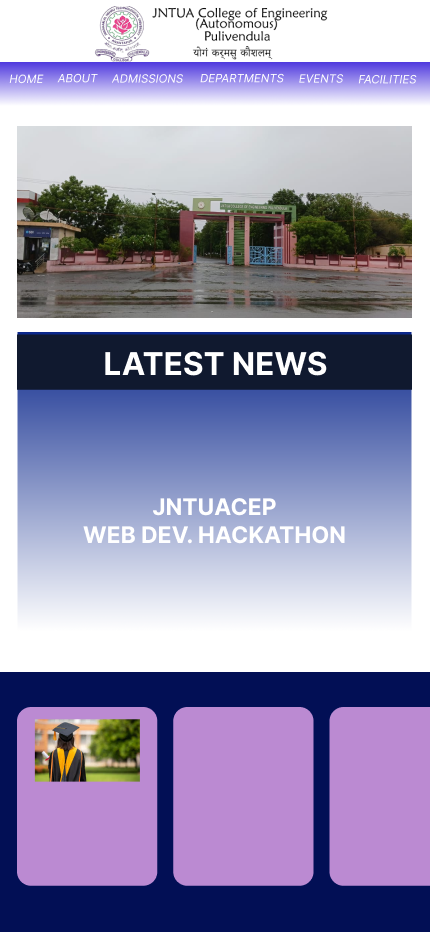 JNTUA College of Engineering
(Autonomous)
Pulivendula
योगः कर्मसु कौशलम्
HOME ABOUT ADMISSIONS DEPARTMENTS EVENTS FACILITIES
LATEST NEWS
JNTUACEP
WEB DEV. HACKATHON